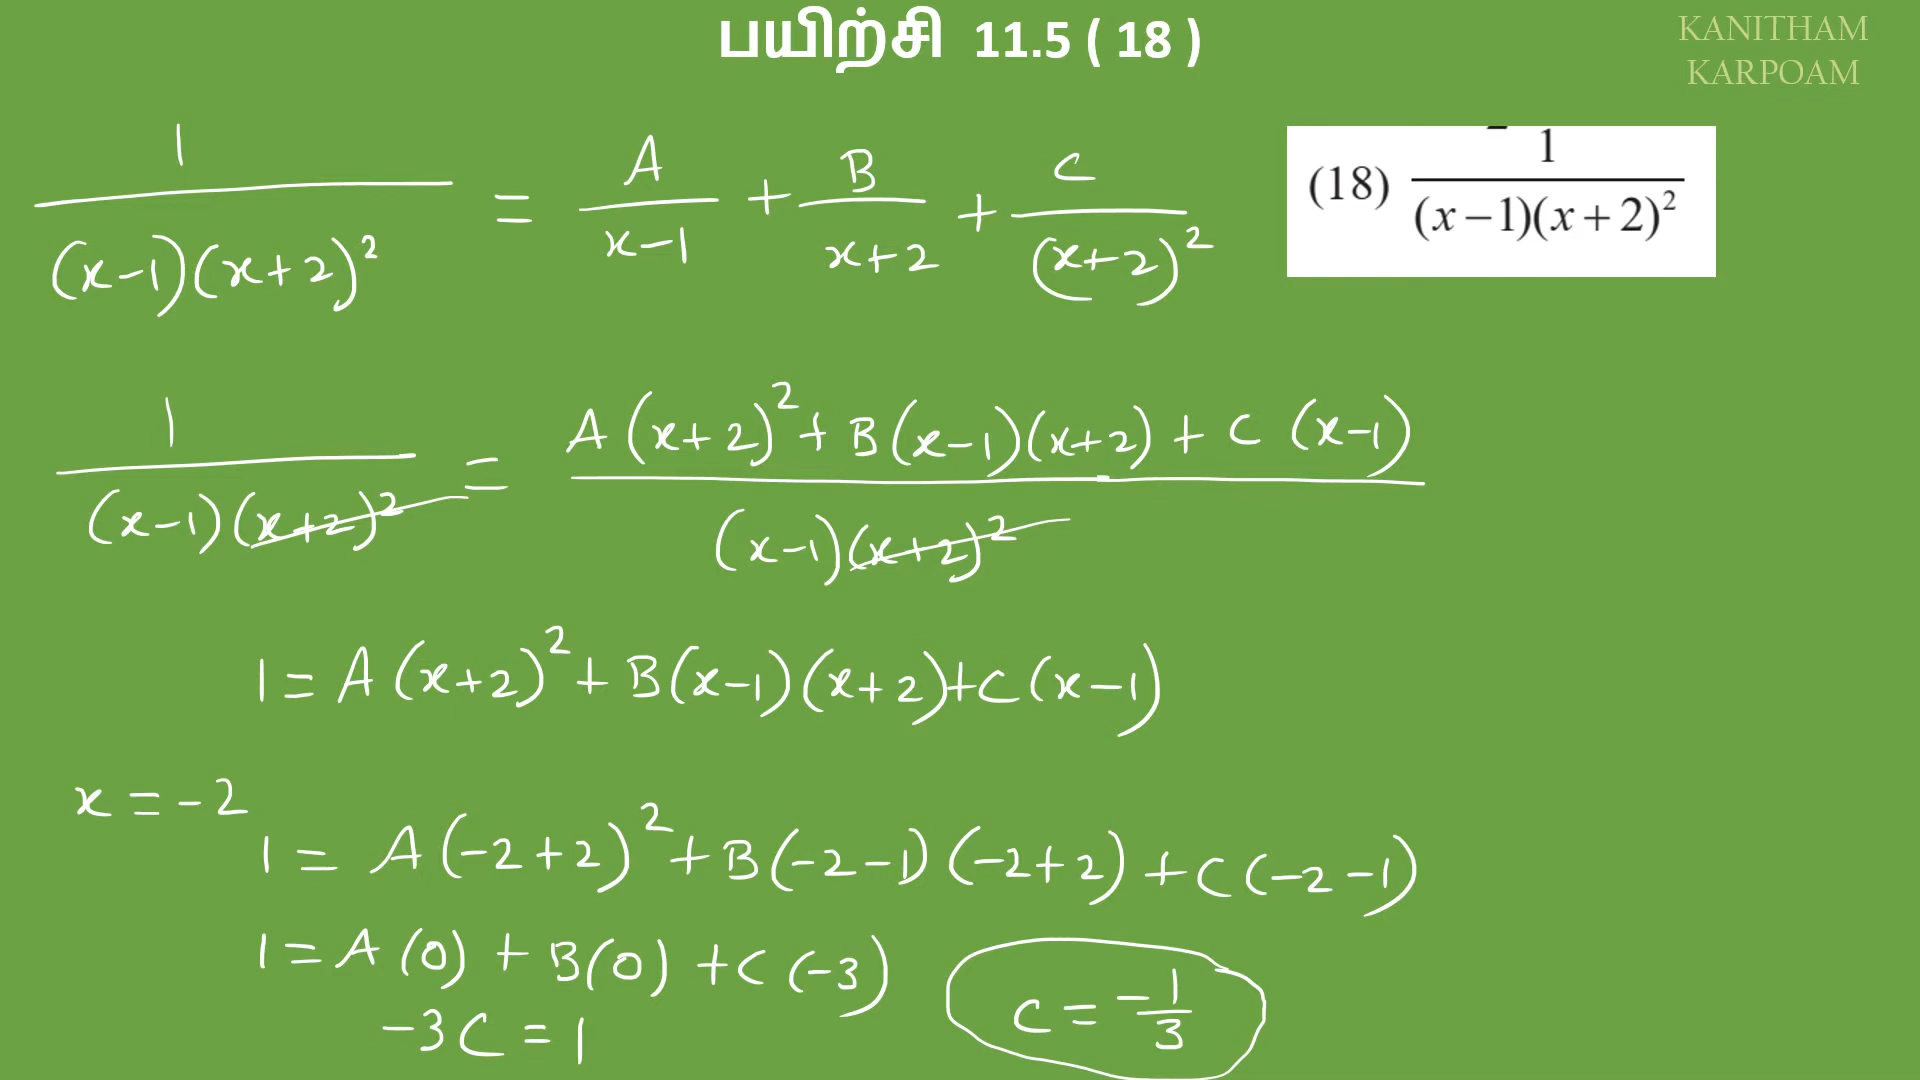 பயிற்சி 11.5 ( 18 )
KANITHAM
KARPOAM
(18) 1/((x−1)(x+2)²)
1/((x-1)(x+2)²) = A/(x-1) + B/(x+2) + C/(x+2)²
1/((x-1)(x+2)²) = (A(x+2)² + B(x-1)(x+2) + C(x-1))/((x-1)(x+2)²)
1 = A(x+2)² + B(x-1)(x+2) + C(x-1)
x = -2
1 = A(-2+2)² + B(-2-1)(-2+2) + C(-2-1)
1 = A(0) + B(0) + C(-3)
-3C = 1
C = -1/3